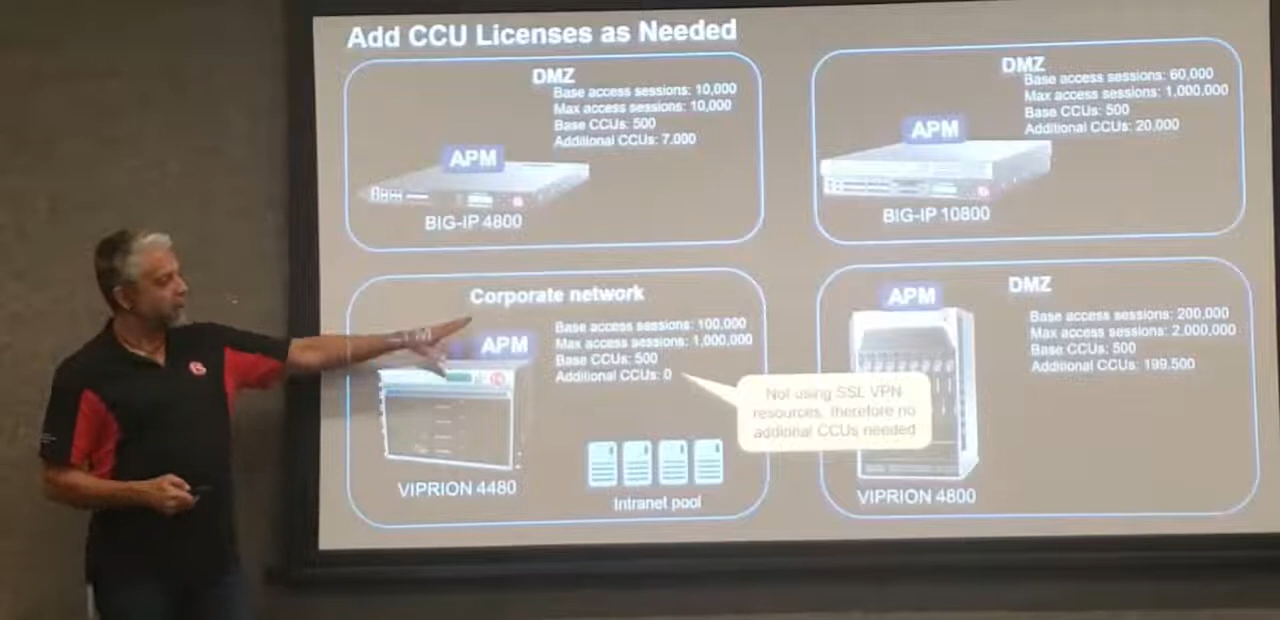 Add CCU Licenses as Needed
DMZ
Base access sessions: 10,000
Max access sessions: 10,000
Base CCUs: 500
Additional CCUs: 7.000
APM
BIG-IP 4800
DMZ
Base access sessions: 60,000
Max access sessions: 1,000,000
Base CCUs: 500
Additional CCUs: 20.000
APM
BIG-IP 10800
Corporate network
Base access sessions: 100,000
Max access sessions: 1,000,000
Base CCUs: 500
Additional CCUs: 0
APM
Not using SSL VPN
resources, therefore no
addional CCUs needed
VIPRION 4480
Intranet pool
APM
DMZ
Base access sessions: 200,000
Max access sessions: 2,000,000
Base CCUs: 500
Additional CCUs: 199.500
VIPRION 4800